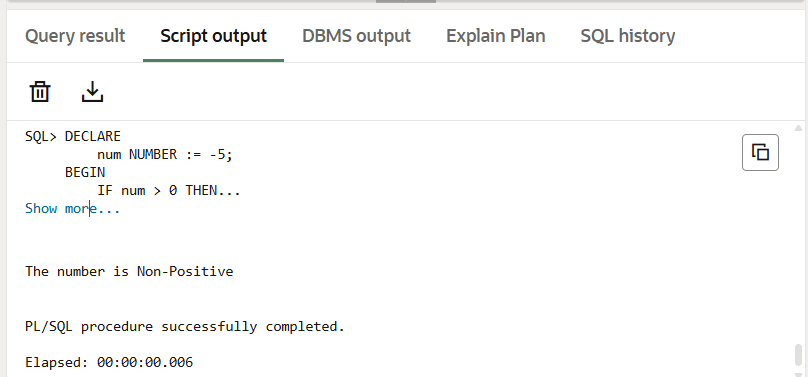 Query result Script output DBMS output Explain Plan SQL history
SQL> DECLARE
num NUMBER := -5;
BEGIN
IF num > 0 THEN...
Show more...
The number is Non-Positive
PL/SQL procedure successfully completed.
Elapsed: 00:00:00.006